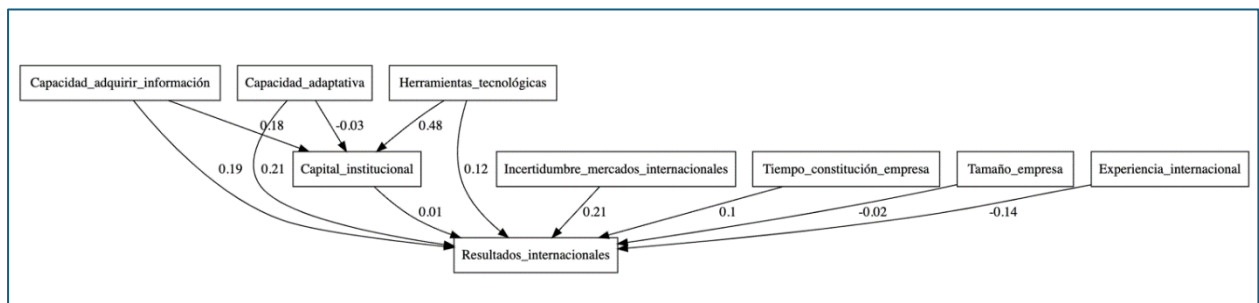 Capacidad_adquirir_información
Capacidad_adaptativa
Herramientas_tecnológicas
0.18
-0.03
0.48
Capital_institucional
Incertidumbre_mercados_internacionales
Tiempo_constitución_empresa
Tamaño_empresa
Experiencia_internacional
0.19
0.21
0.12
0.01
0.21
0.1
-0.02
-0.14
Resultados_internacionales